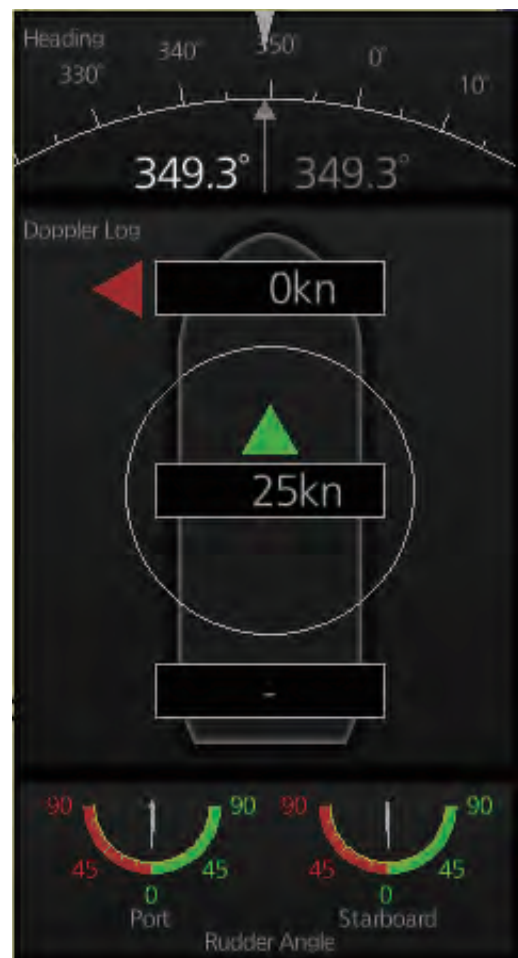 Heading
330° 340° 350° 0° 10°
349.3° 349.3°
Doppler Log
0kn
25kn
-
90 90 90 90
45 45 45 45
0 0
Port Starboard
Rudder Angle